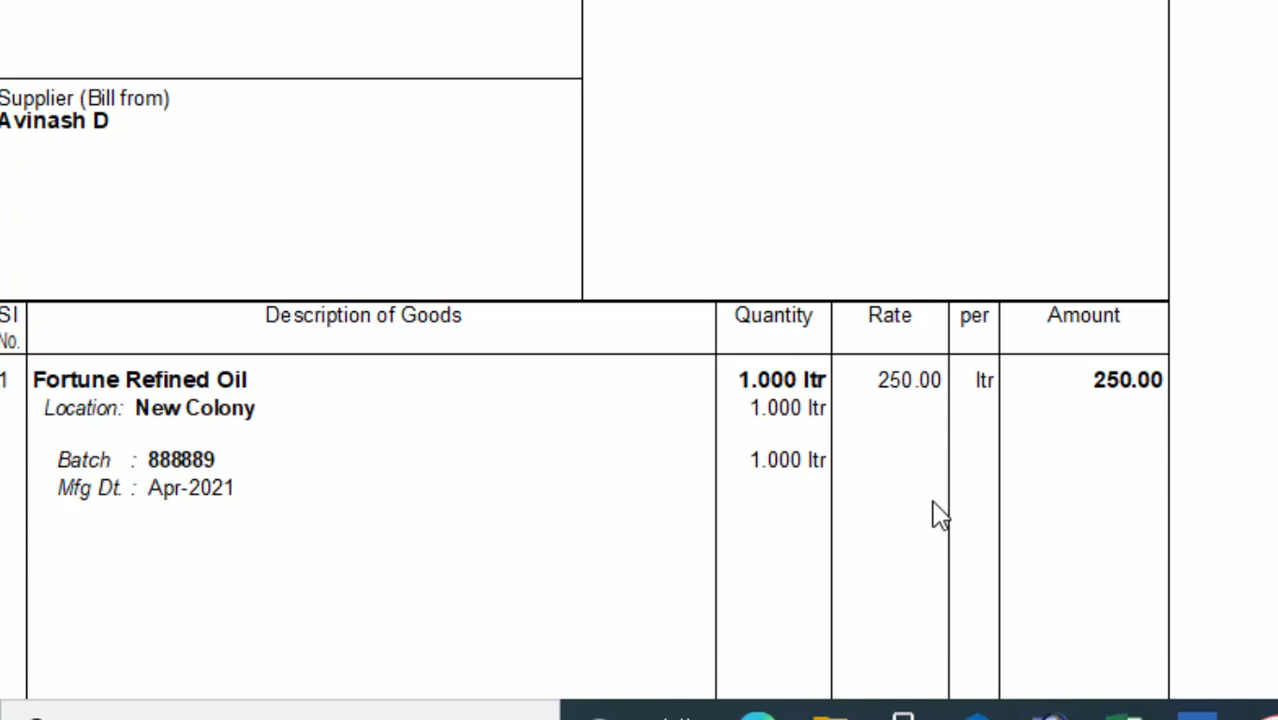 Supplier (Bill from)
Avinash D
Sl No. Description of Goods Quantity Rate per Amount
1 Fortune Refined Oil 1.000 ltr 250.00 ltr 250.00
Location: New Colony 1.000 ltr
Batch : 888889 1.000 ltr
Mfg Dt. : Apr-2021